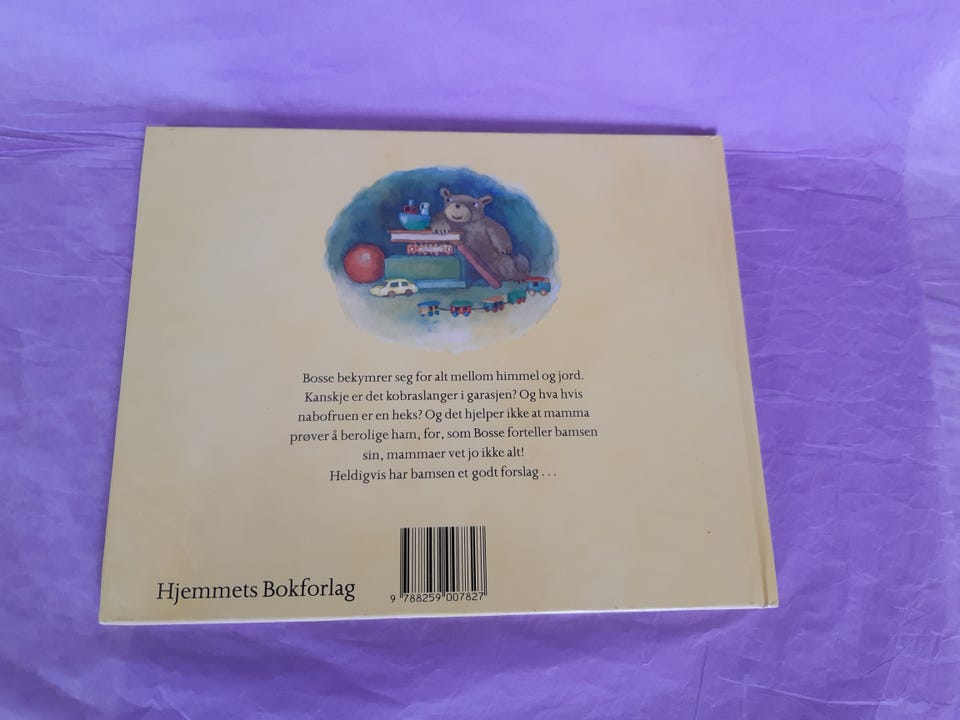 Bosse bekymrer seg for alt mellom himmel og jord.
Kanskje er det kobraslanger i garasjen? Og hva hvis
nabofruen er en heks? Og det hjelper ikke at mamma
prøver å berolige ham, for, som Bosse forteller bamsen
sin, mammaer vet jo ikke alt!
Heldigvis har bamsen et godt forslag . . .
Hjemmets Bokforlag
9 788259 007827